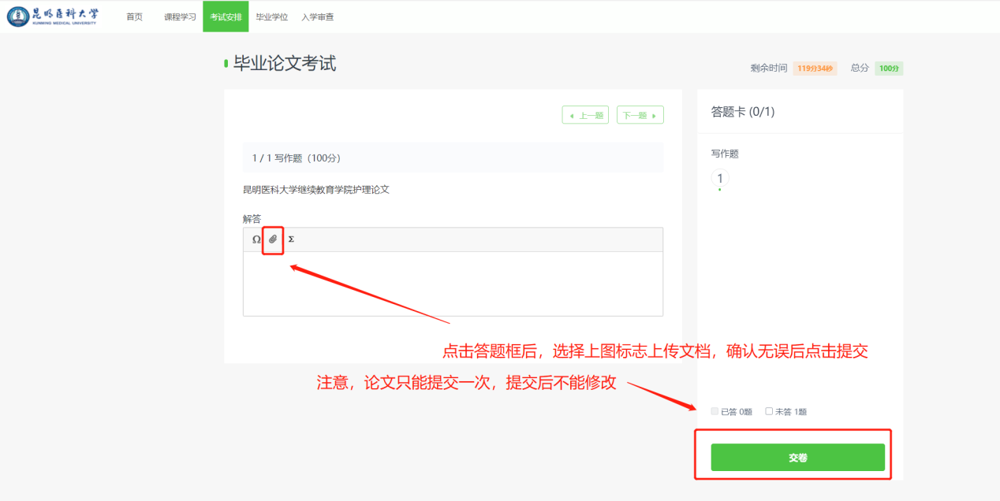 昆明医科大学
KUNMING MEDICAL UNIVERSITY
首页 课程学习 考试安排 毕业学位 入学审查
毕业论文考试
剩余时间 119分34秒 总分 100分
上一题 下一题
答题卡 (0/1)
1 / 1 写作题（100分）
写作题
1
昆明医科大学继续教育学院护理论文
解答
Ω Σ
点击答题框后，选择上图标志上传文档，确认无误后点击提交
注意，论文只能提交一次，提交后不能修改
已答 0题 未答 1题
交卷